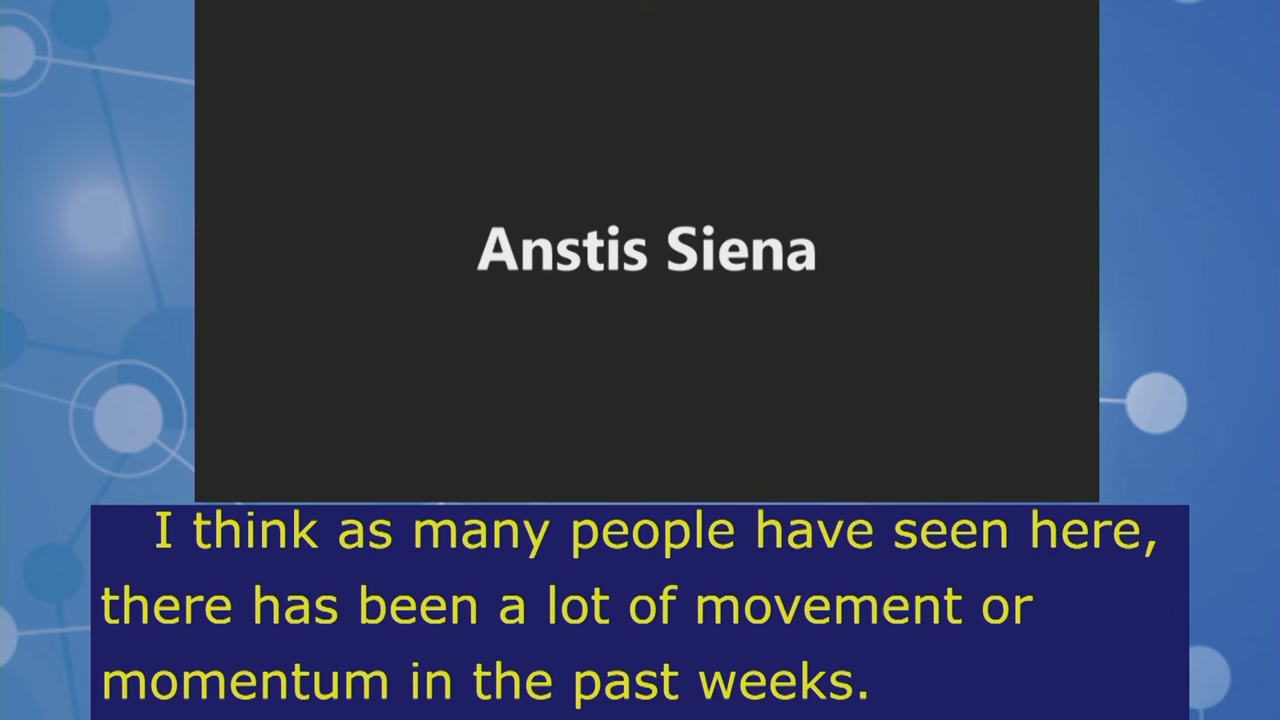 Anstis Siena
I think as many people have seen here,
there has been a lot of movement or
momentum in the past weeks.